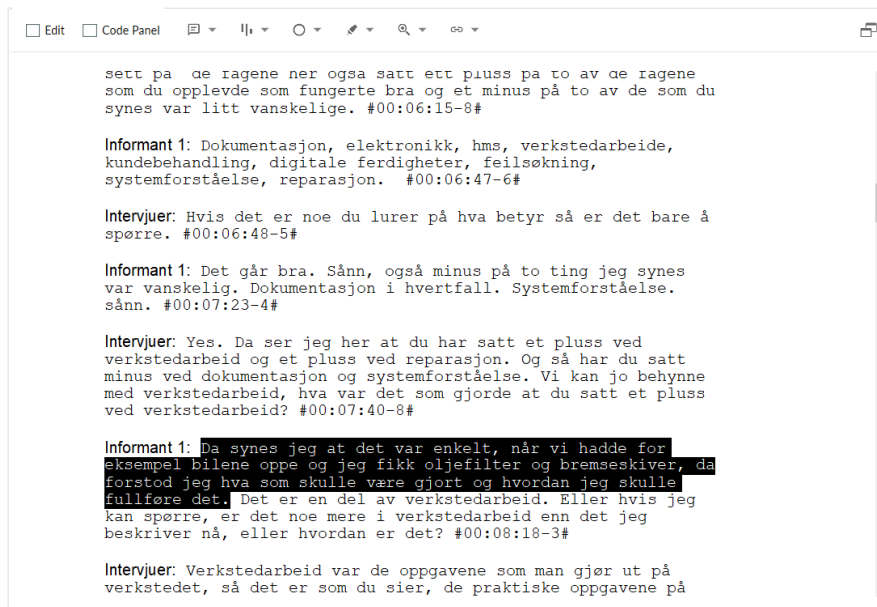 Edit Code Panel
sett på de fagene her også satt ett pluss på to av de fagene
som du opplevde som fungerte bra og et minus på to av de som du
synes var litt vanskelige. #00:06:15-8#
Informant 1: Dokumentasjon, elektronikk, hms, verkstedarbeide,
kundebehandling, digitale ferdigheter, feilsøkning,
systemforståelse, reparasjon. #00:06:47-6#
Intervjuer: Hvis det er noe du lurer på hva betyr så er det bare å
spørre. #00:06:48-5#
Informant 1: Det går bra. Sånn, også minus på to ting jeg synes
var vanskelig. Dokumentasjon i hvertfall. Systemforståelse.
sånn. #00:07:23-4#
Intervjuer: Yes. Da ser jeg her at du har satt et pluss ved
verkstedarbeid og et pluss ved reparasjon. Og så har du satt
minus ved dokumentasjon og systemforståelse. Vi kan jo behynne
med verkstedarbeid, hva var det som gjorde at du satt et pluss
ved verkstedarbeid? #00:07:40-8#
Informant 1: Da synes jeg at det var enkelt, når vi hadde for
eksempel bilene oppe og jeg fikk oljefilter og bremseskiver, da
forstod jeg hva som skulle være gjort og hvordan jeg skulle
fullføre det. Det er en del av verkstedarbeid. Eller hvis jeg
kan spørre, er det noe mere i verkstedarbeid enn det jeg
beskriver nå, eller hvordan er det? #00:08:18-3#
Intervjuer: Verkstedarbeid var de oppgavene som man gjør ut på
verkstedet, så det er som du sier, de praktiske oppgavene på